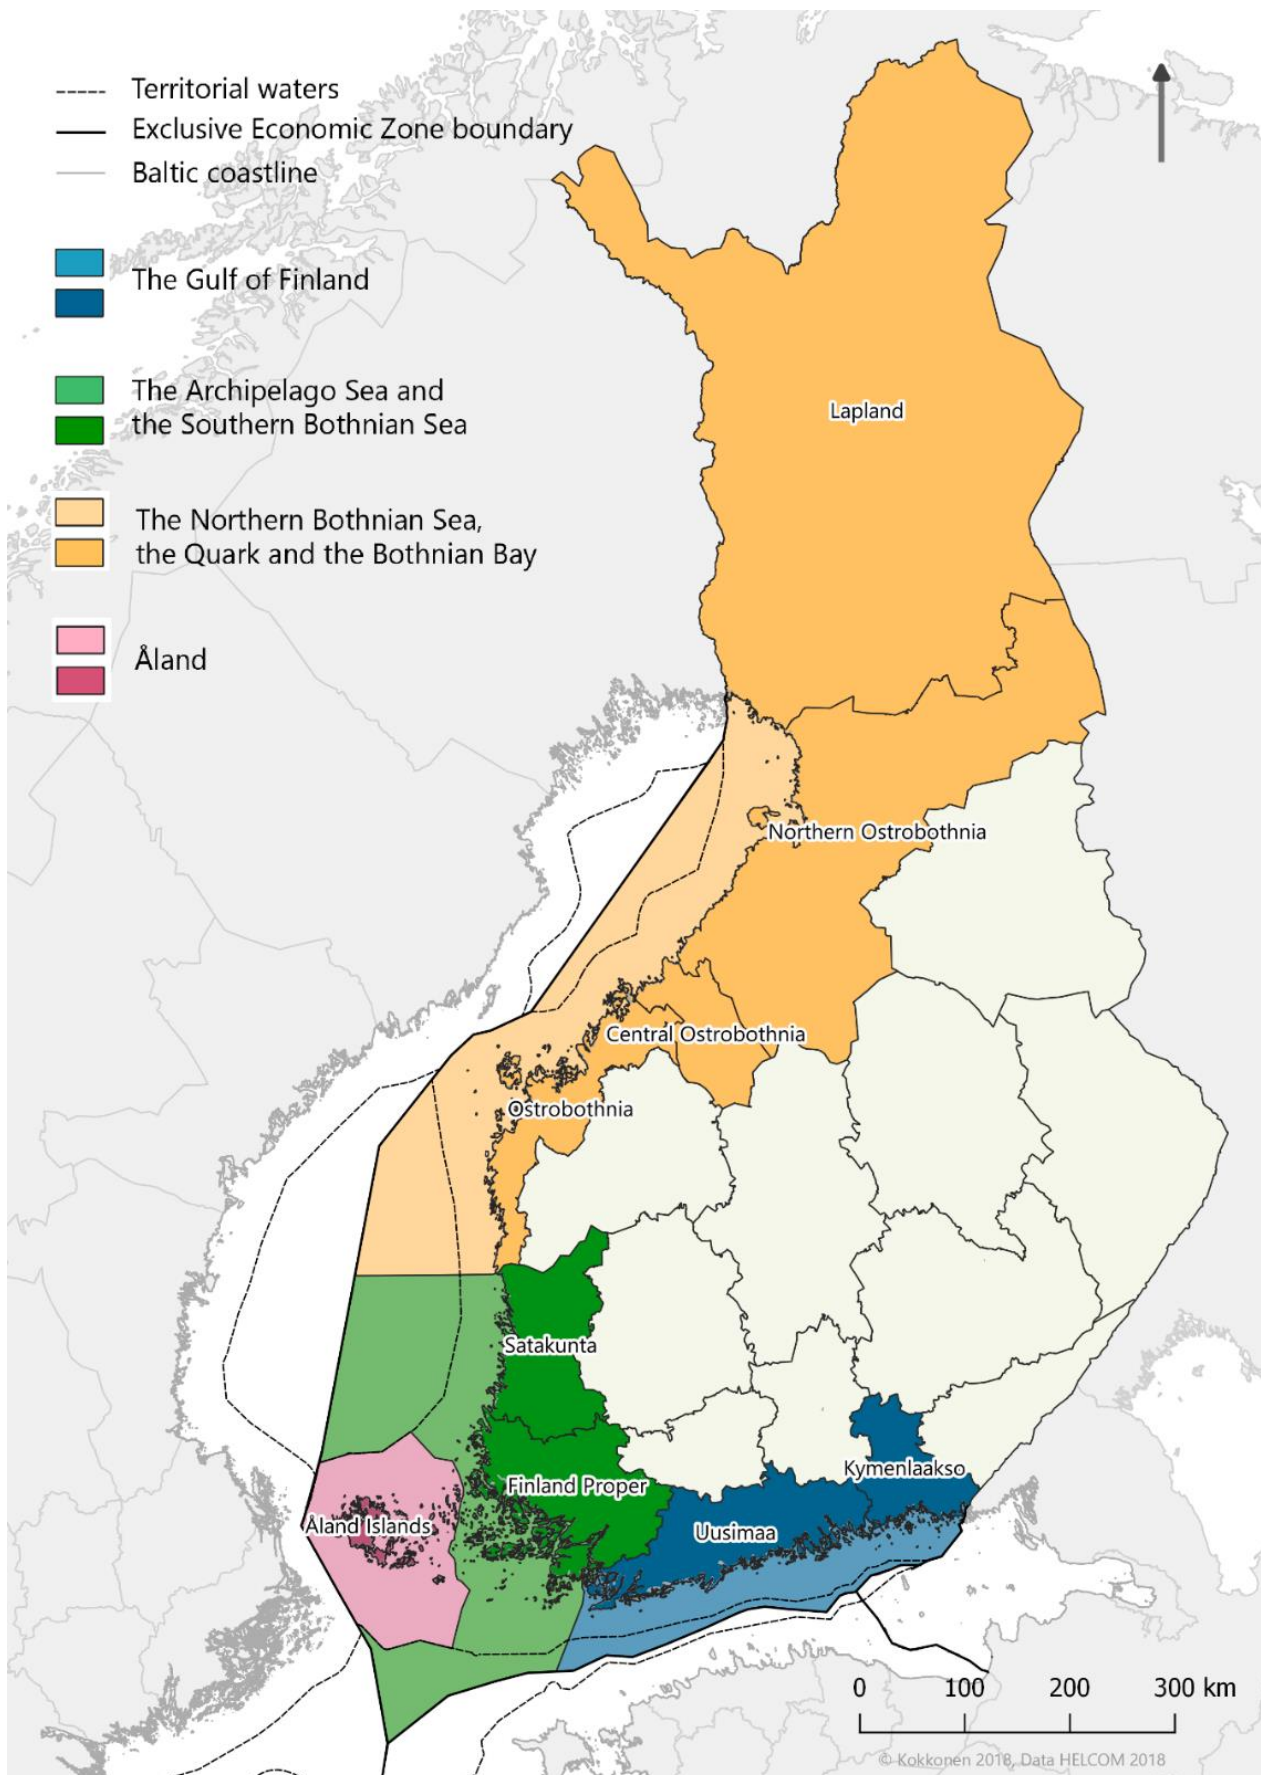 Territorial waters
Exclusive Economic Zone boundary
Baltic coastline
The Gulf of Finland
The Archipelago Sea and
the Southern Bothnian Sea
The Northern Bothnian Sea,
the Quark and the Bothnian Bay
Åland
Lapland
Northern Ostrobothnia
Central Ostrobothnia
Ostrobothnia
Satakunta
Kymenlaakso
Finland Proper
Åland Islands
Uusimaa
0 100 200 300 km
© Kokkonen 2018, Data HELCOM 2018